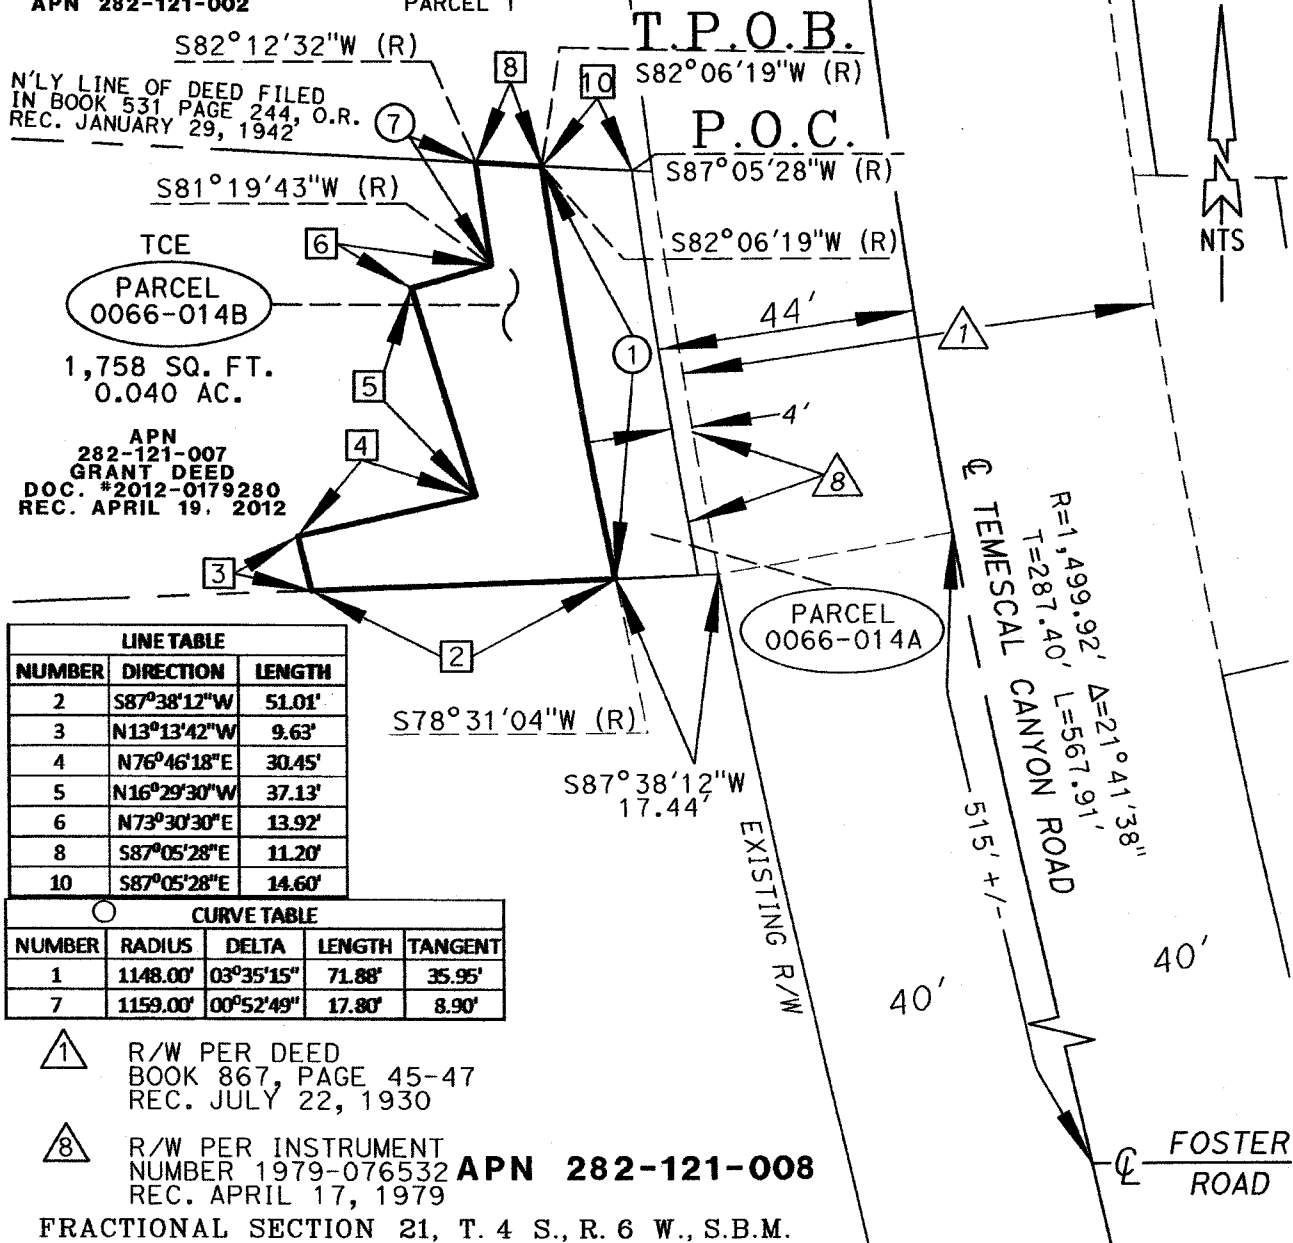 APN 282-121-002
PARCEL 1
T.P.O.B.
S82°12'32"W (R)
8
10
S82°06'19"W (R)
N'LY LINE OF DEED FILED
IN BOOK 531 PAGE 244, O.R.
REC. JANUARY 29, 1942
7
P.O.C.
S87°05'28"W (R)
S81°19'43"W (R)
N
NTS
TCE
6
S82°06'19"W (R)
PARCEL
0066-014B
44'
1
1
1,758 SQ. FT.
0.040 AC.
5
4'
APN
282-121-007
GRANT DEED
DOC. #2012-0179280
REC. APRIL 19, 2012
4
8
3
℄ TEMESCAL CANYON ROAD
R=1,499.92' Δ=21°41'38"
T=287.40' L=567.91'
PARCEL
0066-014A
2
LINE TABLE
NUMBER DIRECTION LENGTH
2 S87°38'12"W 51.01'
3 N13°13'42"W 9.63'
4 N76°46'18"E 30.45'
5 N16°29'30"W 37.13'
6 N73°30'30"E 13.92'
8 S87°05'28"E 11.20'
10 S87°05'28"E 14.60'
S78°31'04"W (R)
S87°38'12"W
17.44'
515' +/-
EXISTING R/W
CURVE TABLE
NUMBER RADIUS DELTA LENGTH TANGENT
1 1148.00' 03°35'15" 71.88' 35.95'
7 1159.00' 00°52'49" 17.80' 8.90'
40'
40'
1
R/W PER DEED
BOOK 867, PAGE 45-47
REC. JULY 22, 1930
8
R/W PER INSTRUMENT
NUMBER 1979-076532
REC. APRIL 17, 1979
APN 282-121-008
℄ FOSTER
ROAD
FRACTIONAL SECTION 21, T. 4 S., R. 6 W., S.B.M.